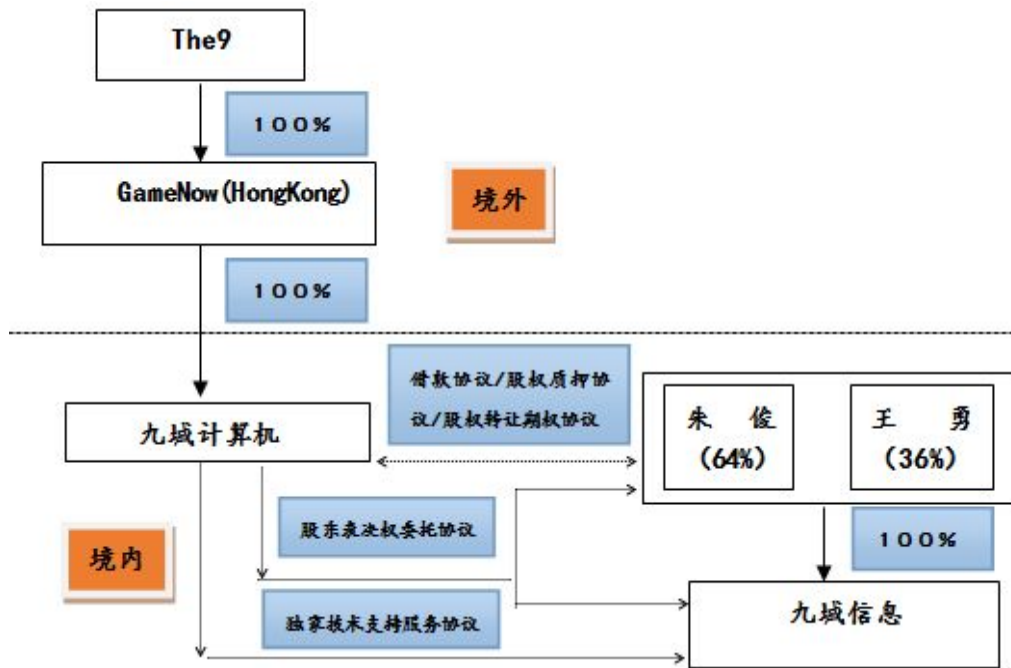 The9
１００％
GameNow(HongKong)
境外
１００％
借款协议/股权质押协
议/股权转让期权协议
朱　俊
(64%)
王　勇
(36%)
九城计算机
股东表决权委托协议
１００％
境内
独家技术支持服务协议
九城信息